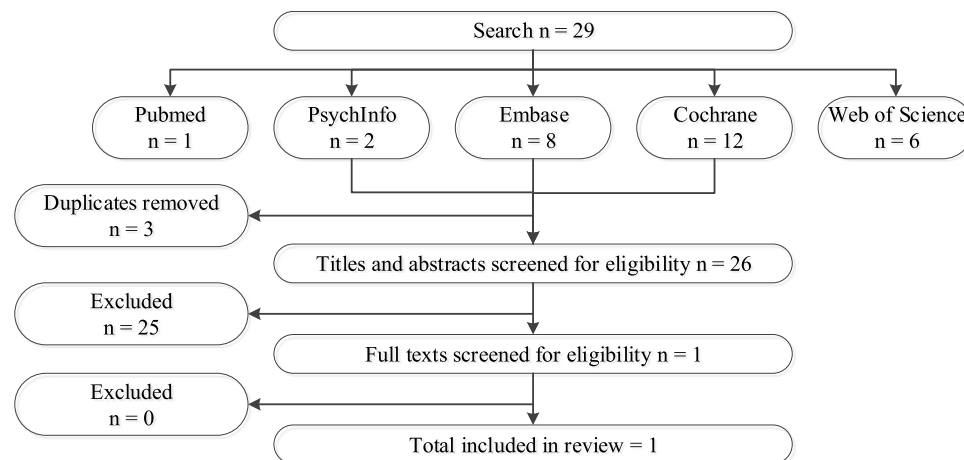 Search n = 29
Pubmed
n = 1
PsychInfo
n = 2
Embase
n = 8
Cochrane
n = 12
Web of Science
n = 6
Duplicates removed
n = 3
Titles and abstracts screened for eligibility n = 26
Excluded
n = 25
Full texts screened for eligibility n = 1
Excluded
n = 0
Total included in review = 1